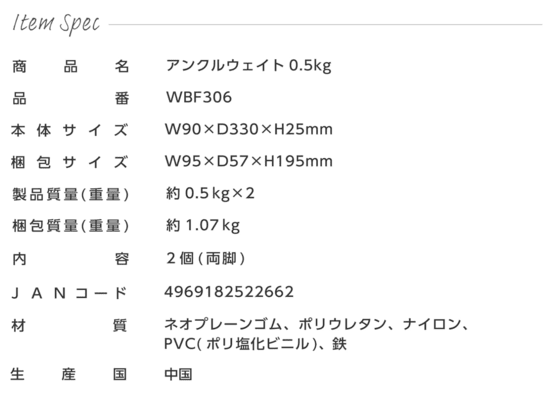 Item Spec
商品名 アンクルウェイト 0.5kg
品番 WBF306
本体サイズ W90×D330×H25mm
梱包サイズ W95×D57×H195mm
製品質量(重量) 約 0.5kg×2
梱包質量(重量) 約 1.07kg
内容 2個(両脚)
JANコード 4969182522662
材質 ネオプレーンゴム、ポリウレタン、ナイロン、
PVC(ポリ塩化ビニル)、鉄
生産国 中国